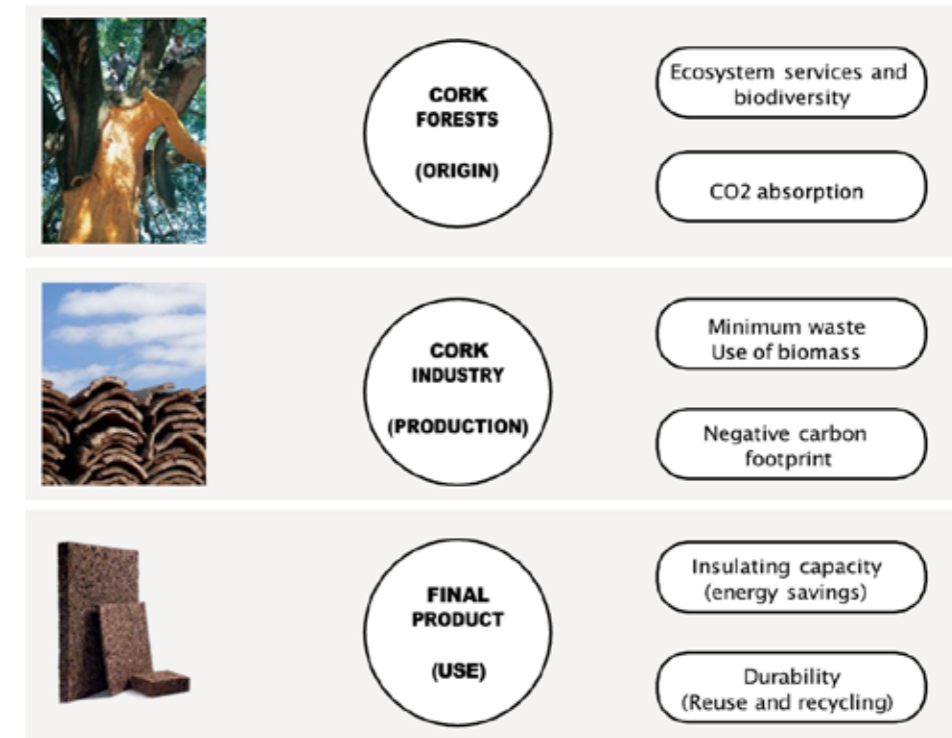 CORK
FORESTS
(ORIGIN)
Ecosystem services and
biodiversity
CO2 absorption
CORK
INDUSTRY
(PRODUCTION)
Minimum waste
Use of biomass
Negative carbon
footprint
FINAL
PRODUCT
(USE)
Insulating capacity
(energy savings)
Durability
(Reuse and recycling)